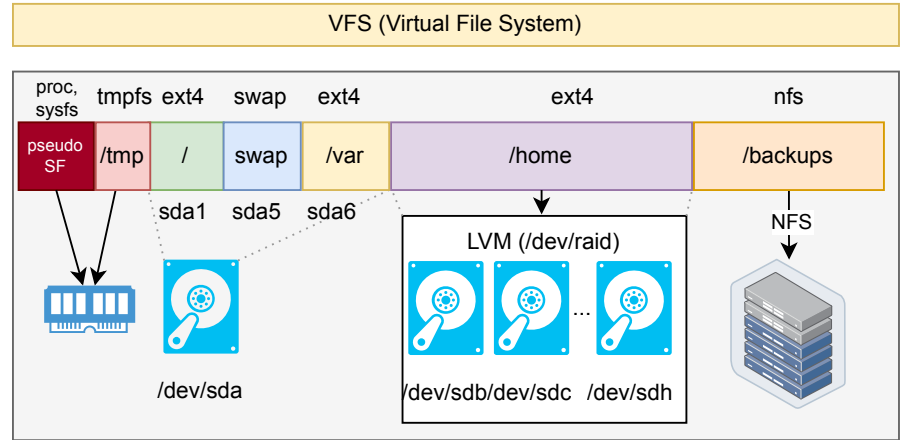 VFS (Virtual File System)
proc, sysfs
tmpfs
ext4
swap
ext4
ext4
nfs
pseudo SF
/tmp
/
swap
/var
/home
/backups
sda1
sda5
sda6
NFS
LVM (/dev/raid)
...
/dev/sda
/dev/sdb
/dev/sdc
/dev/sdh